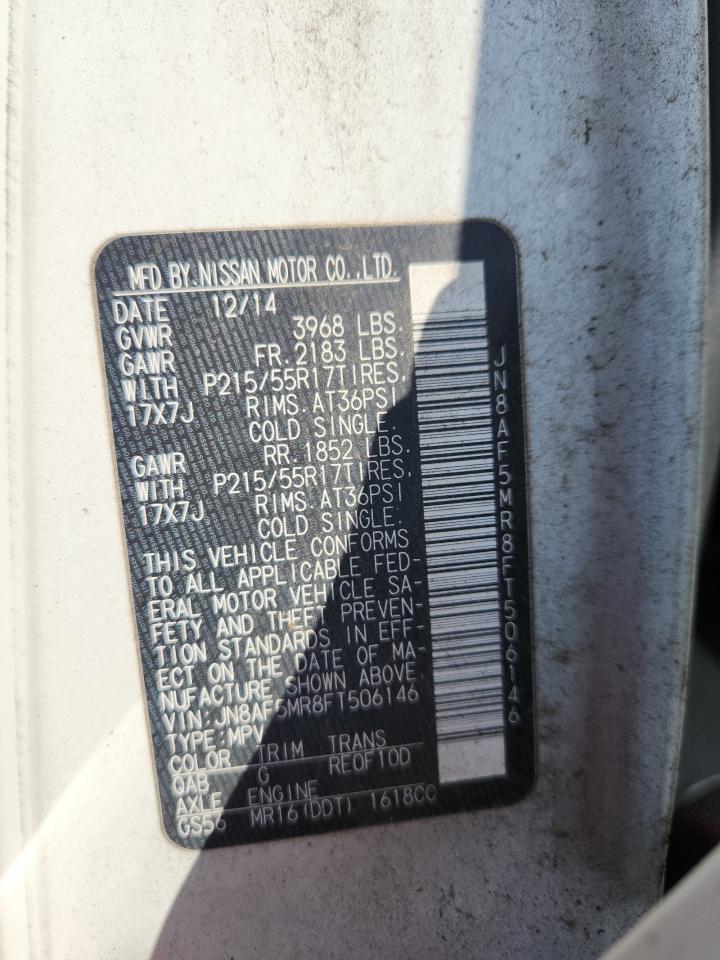 MFD BY.NISSAN MOTOR CO.,LTD.
DATE 12/14
GVWR 3968 LBS.
GAWR FR.2183 LBS.
WITH P215/55R17TIRES,
17X7J RIMS.AT36PSI
COLD SINGLE.
GAWR RR.1852 LBS.
WITH P215/55R17TIRES,
17X7J RIMS.AT36PSI
COLD SINGLE.
THIS VEHICLE CONFORMS
TO ALL APPLICABLE FED-
ERAL MOTOR VEHICLE SA-
FETY AND THEFT PREVEN-
TION STANDARDS IN EFF-
ECT ON THE DATE OF MA-
NUFACTURE SHOWN ABOVE.
VIN:JN8AF5MR8FT506146
TYPE:MPV
COLOR TRIM TRANS
QAB G RE0F10D
AXLE ENGINE
GS56 MR16(DDT) 1618CC
JN8AF5MR8FT506146